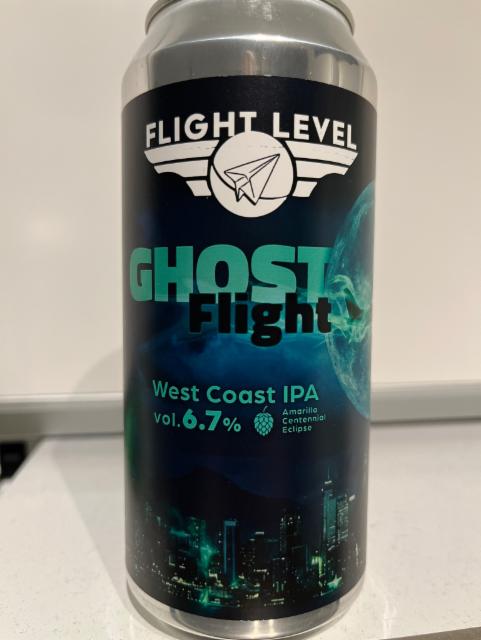 FLIGHT LEVEL
GHOST
Flight
West Coast IPA
vol.6.7%
Amarillo
Centennial
Eclipse